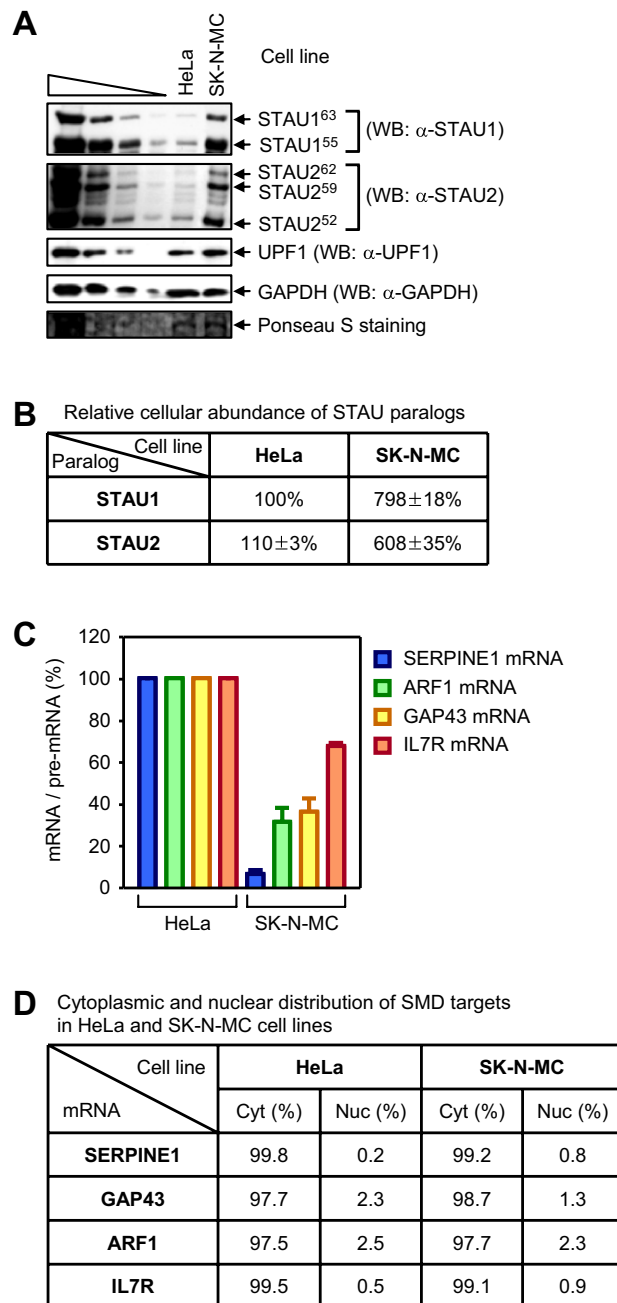 A
HeLa
SK-N-MC
Cell line
STAU1⁶³
STAU1⁵⁵
(WB: α-STAU1)
STAU2⁶²
STAU2⁵⁹
STAU2⁵²
(WB: α-STAU2)
UPF1 (WB: α-UPF1)
GAPDH (WB: α-GAPDH)
Ponseau S staining
B Relative cellular abundance of STAU paralogs
Cell line
Paralog
HeLa SK-N-MC
STAU1 100% 798±18%
STAU2 110±3% 608±35%
C
mRNA / pre-mRNA (%)
120
100
80
60
40
20
0
HeLa SK-N-MC
SERPINE1 mRNA
ARF1 mRNA
GAP43 mRNA
IL7R mRNA
D Cytoplasmic and nuclear distribution of SMD targets
in HeLa and SK-N-MC cell lines
Cell line HeLa SK-N-MC
mRNA Cyt (%) Nuc (%) Cyt (%) Nuc (%)
SERPINE1 99.8 0.2 99.2 0.8
GAP43 97.7 2.3 98.7 1.3
ARF1 97.5 2.5 97.7 2.3
IL7R 99.5 0.5 99.1 0.9